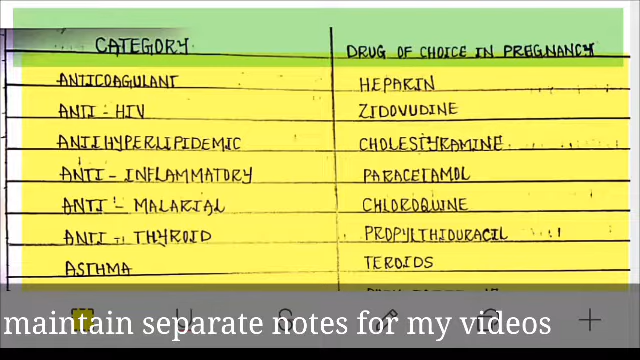 CATEGORY DRUG OF CHOICE IN PREGNANCY
ANTICOAGULANT HEPARIN
ANTI - HIV ZIDOVUDINE
ANTIHYPERLIPIDEMIC CHOLESTYRAMINE
ANTI - INFLAMMATORY PARACETAMOL
ANTI - MALARIAL CHLOROQUINE
ANTI - THYROID PROPYLTHIOURACIL
ASTHMA TEROIDS
maintain separate notes for my videos